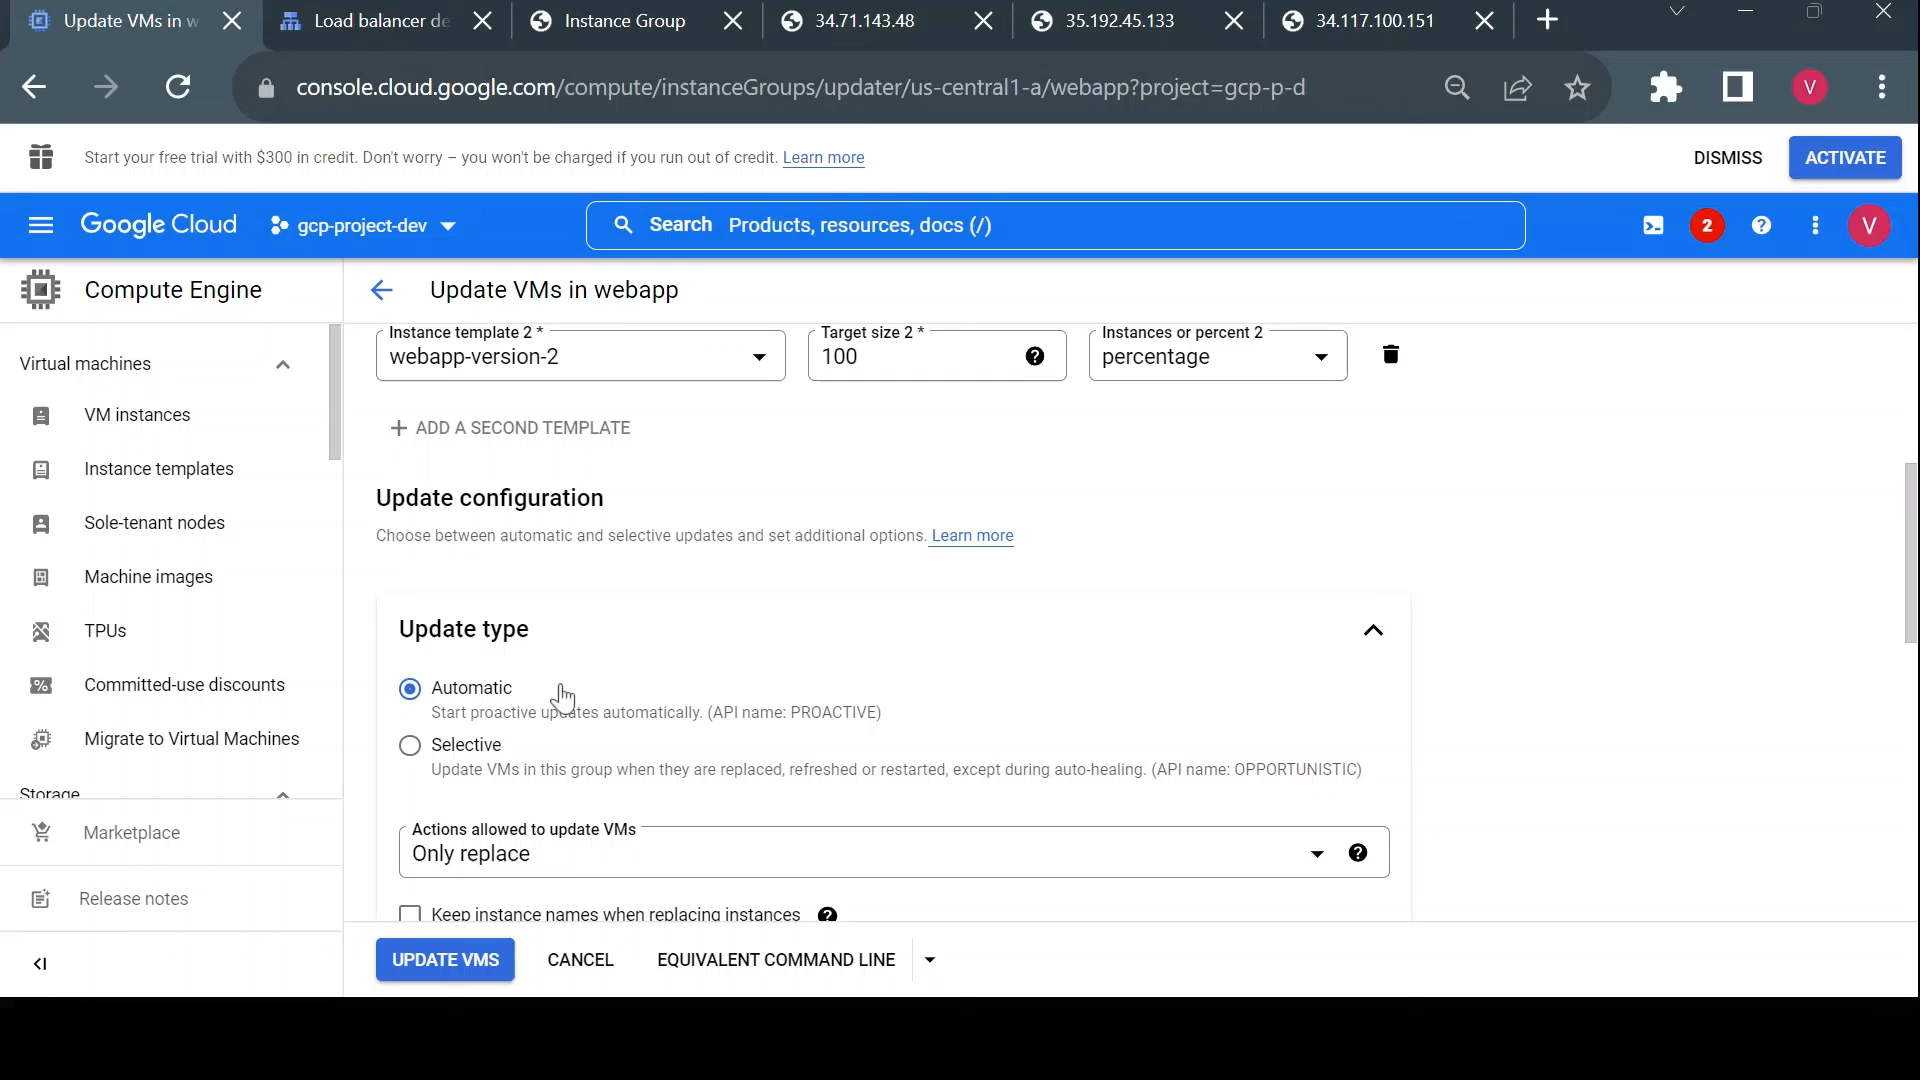 Update VMs in w
Load balancer de
Instance Group
34.71.143.48
35.192.45.133
34.117.100.151
console.cloud.google.com/compute/instanceGroups/updater/us-central1-a/webapp?project=gcp-p-d
V
Start your free trial with $300 in credit. Don't worry – you won't be charged if you run out of credit. Learn more
DISMISS
ACTIVATE
Google Cloud
gcp-project-dev
Search Products, resources, docs (/)
2
V
Compute Engine
Update VMs in webapp
Virtual machines
VM instances
Instance templates
Sole-tenant nodes
Machine images
TPUs
Committed-use discounts
Migrate to Virtual Machines
Storage
Marketplace
Release notes
Instance template 2 *
webapp-version-2
Target size 2 *
100
Instances or percent 2
percentage
+ ADD A SECOND TEMPLATE
Update configuration
Choose between automatic and selective updates and set additional options. Learn more
Update type
Automatic
Start proactive updates automatically. (API name: PROACTIVE)
Selective
Update VMs in this group when they are replaced, refreshed or restarted, except during auto-healing. (API name: OPPORTUNISTIC)
Actions allowed to update VMs
Only replace
Keep instance names when replacing instances
UPDATE VMS
CANCEL
EQUIVALENT COMMAND LINE